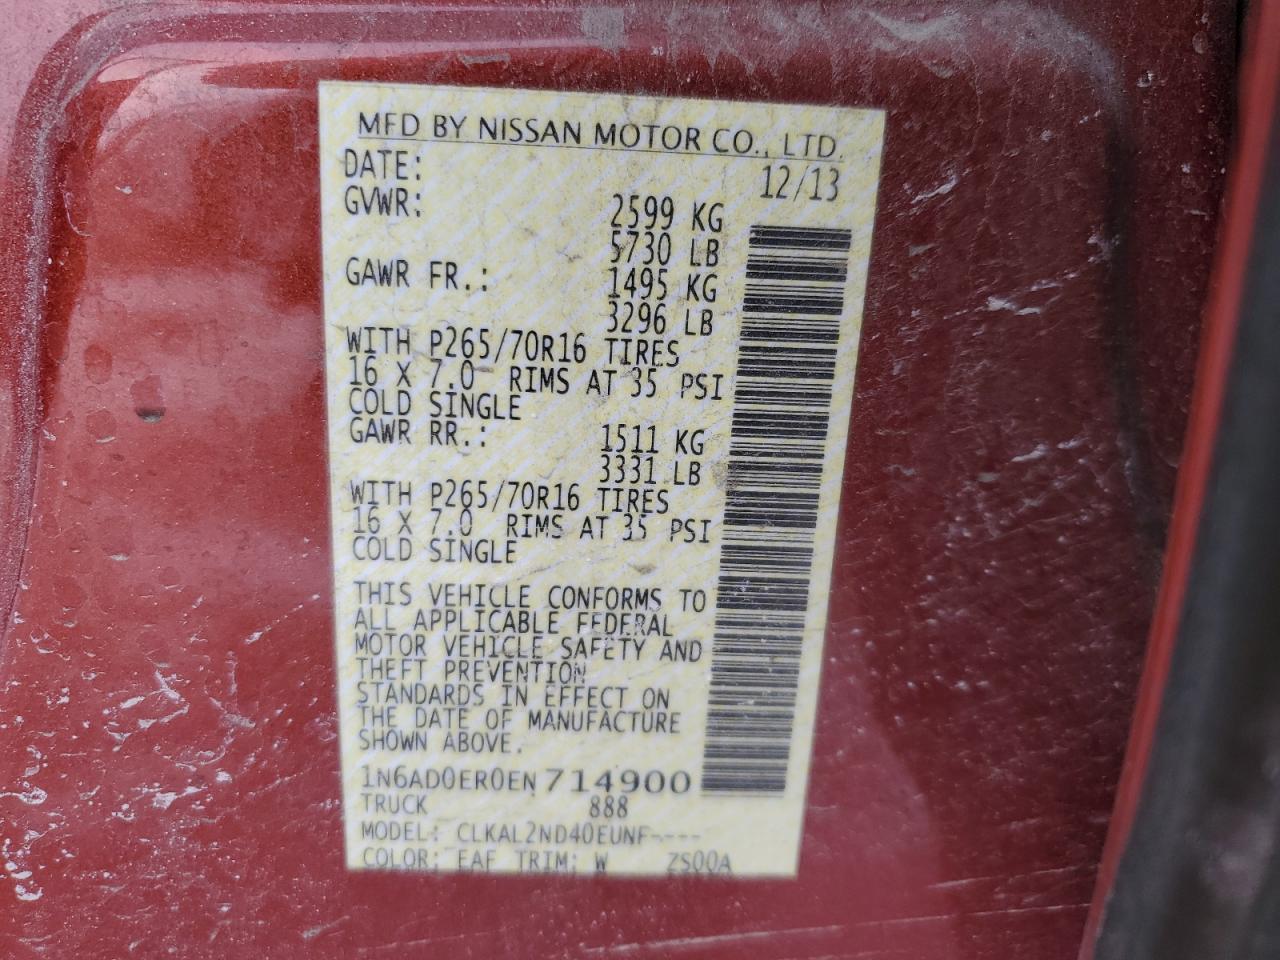 MFD BY NISSAN MOTOR CO., LTD.
DATE: 12/13
GVWR: 2599 KG
5730 LB
GAWR FR.: 1495 KG
3296 LB
WITH P265/70R16 TIRES
16 X 7.0 RIMS AT 35 PSI
COLD SINGLE
GAWR RR.: 1511 KG
3331 LB
WITH P265/70R16 TIRES
16 X 7.0 RIMS AT 35 PSI
COLD SINGLE
THIS VEHICLE CONFORMS TO
ALL APPLICABLE FEDERAL
MOTOR VEHICLE SAFETY AND
THEFT PREVENTION
STANDARDS IN EFFECT ON
THE DATE OF MANUFACTURE
SHOWN ABOVE.
1N6AD0ER0EN714900
TRUCK 888
MODEL: CLKAL2ND40EUNF----
COLOR: EAF TRIM: W ZS00A